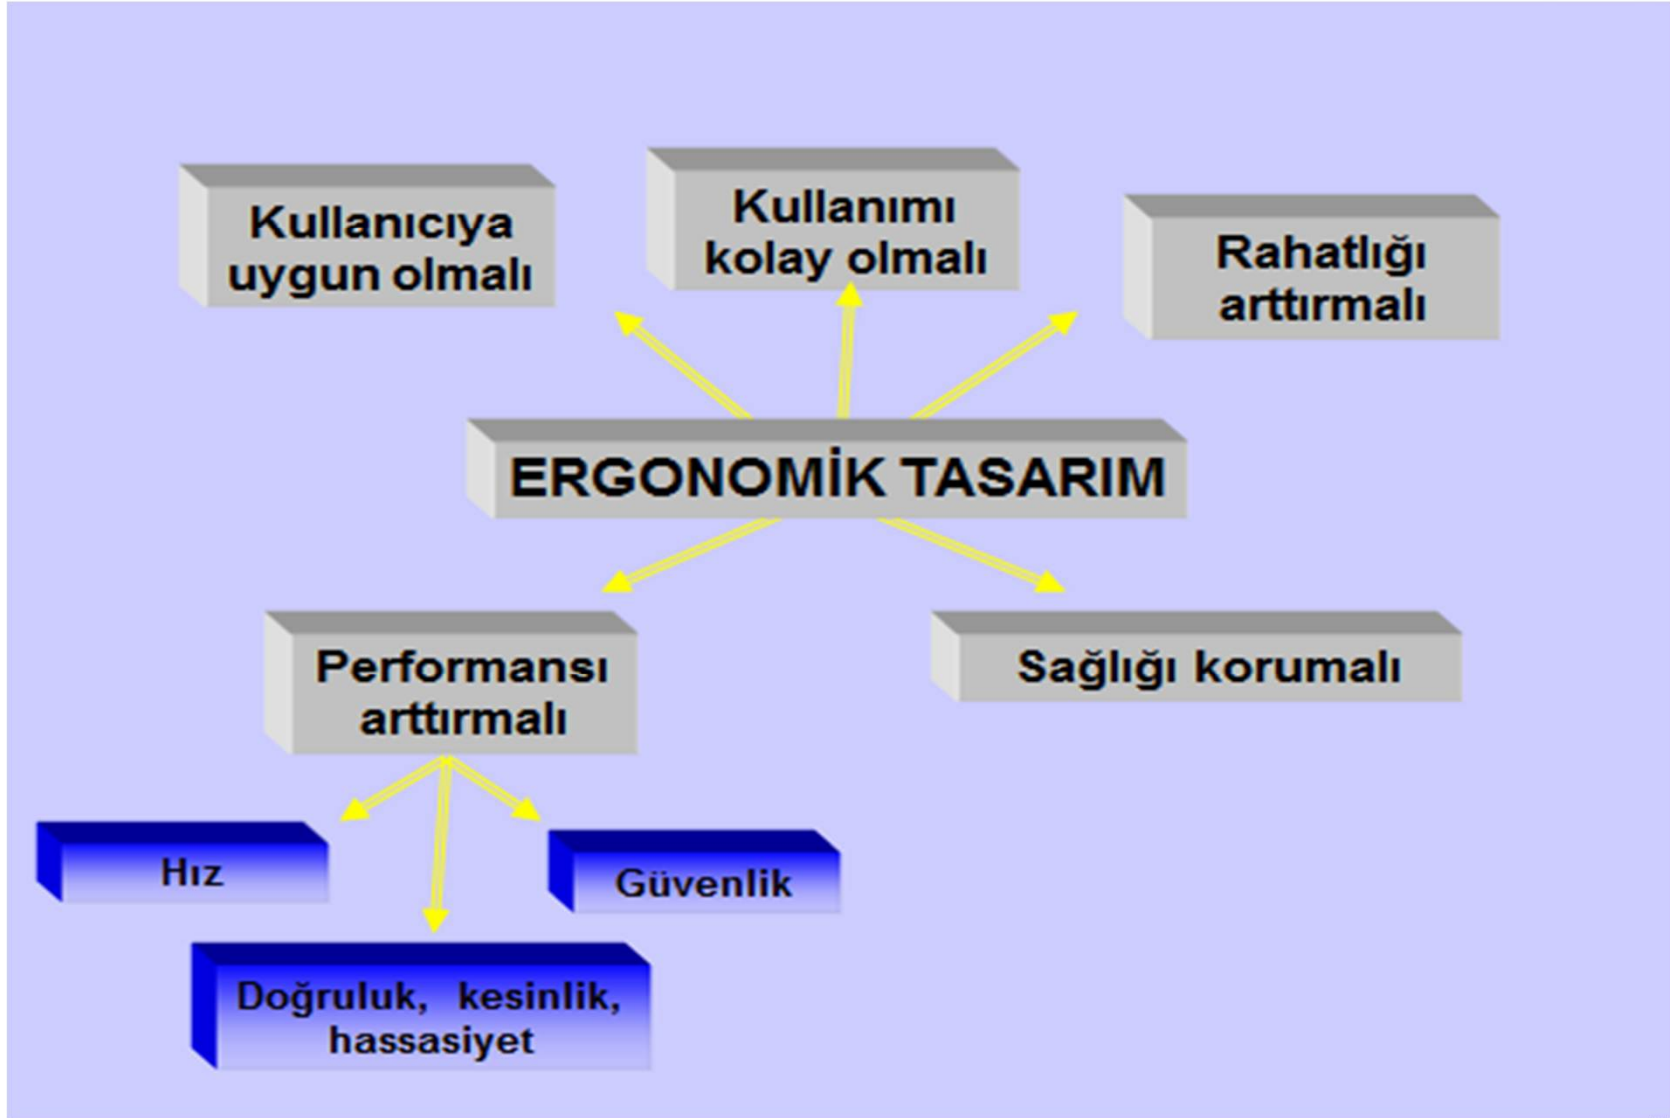 Kullanıcıya
uygun olmalı
Kullanımı
kolay olmalı
Rahatlığı
arttırmalı
ERGONOMİK TASARIM
Performansı
arttırmalı
Sağlığı korumalı
Hız
Güvenlik
Doğruluk, kesinlik,
hassasiyet